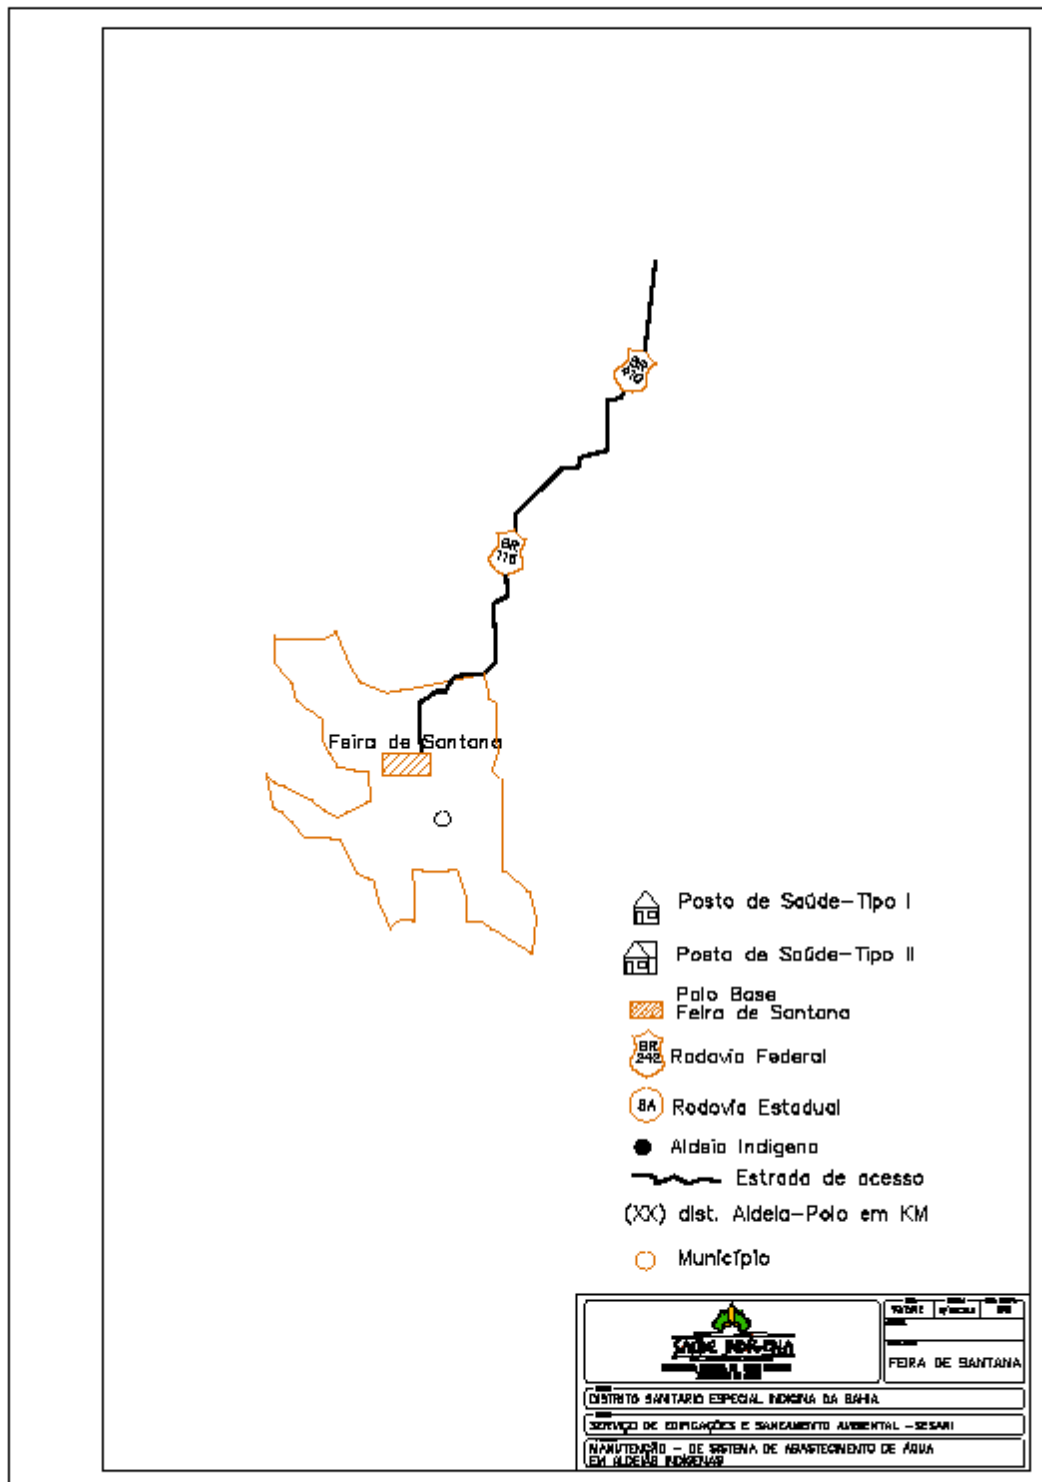 BR
BR
116
Feira de Santana
Posto de Saúde-Tipo I
Posto de Saúde-Tipo II
Polo Base
Feira de Santana
BR
242
Rodovia Federal
BA
Rodovia Estadual
Aldeia Indigena
Estrada de acesso
(XX) dist. Aldeia-Polo em KM
Município
SAÚDE INDÍGENA
FEIRA DE SANTANA
DISTRITO SANITARIO ESPECIAL INDIGINA DA BAHIA
SERVIÇO DE EDIFICAÇÕES E SANEAMENTO AMBIENTAL -SESANI
MANUTENÇÃO - DE SISTEMA DE ABASTECIMENTO DE ÁGUA
EM ALDEIAS INDÍGENAS